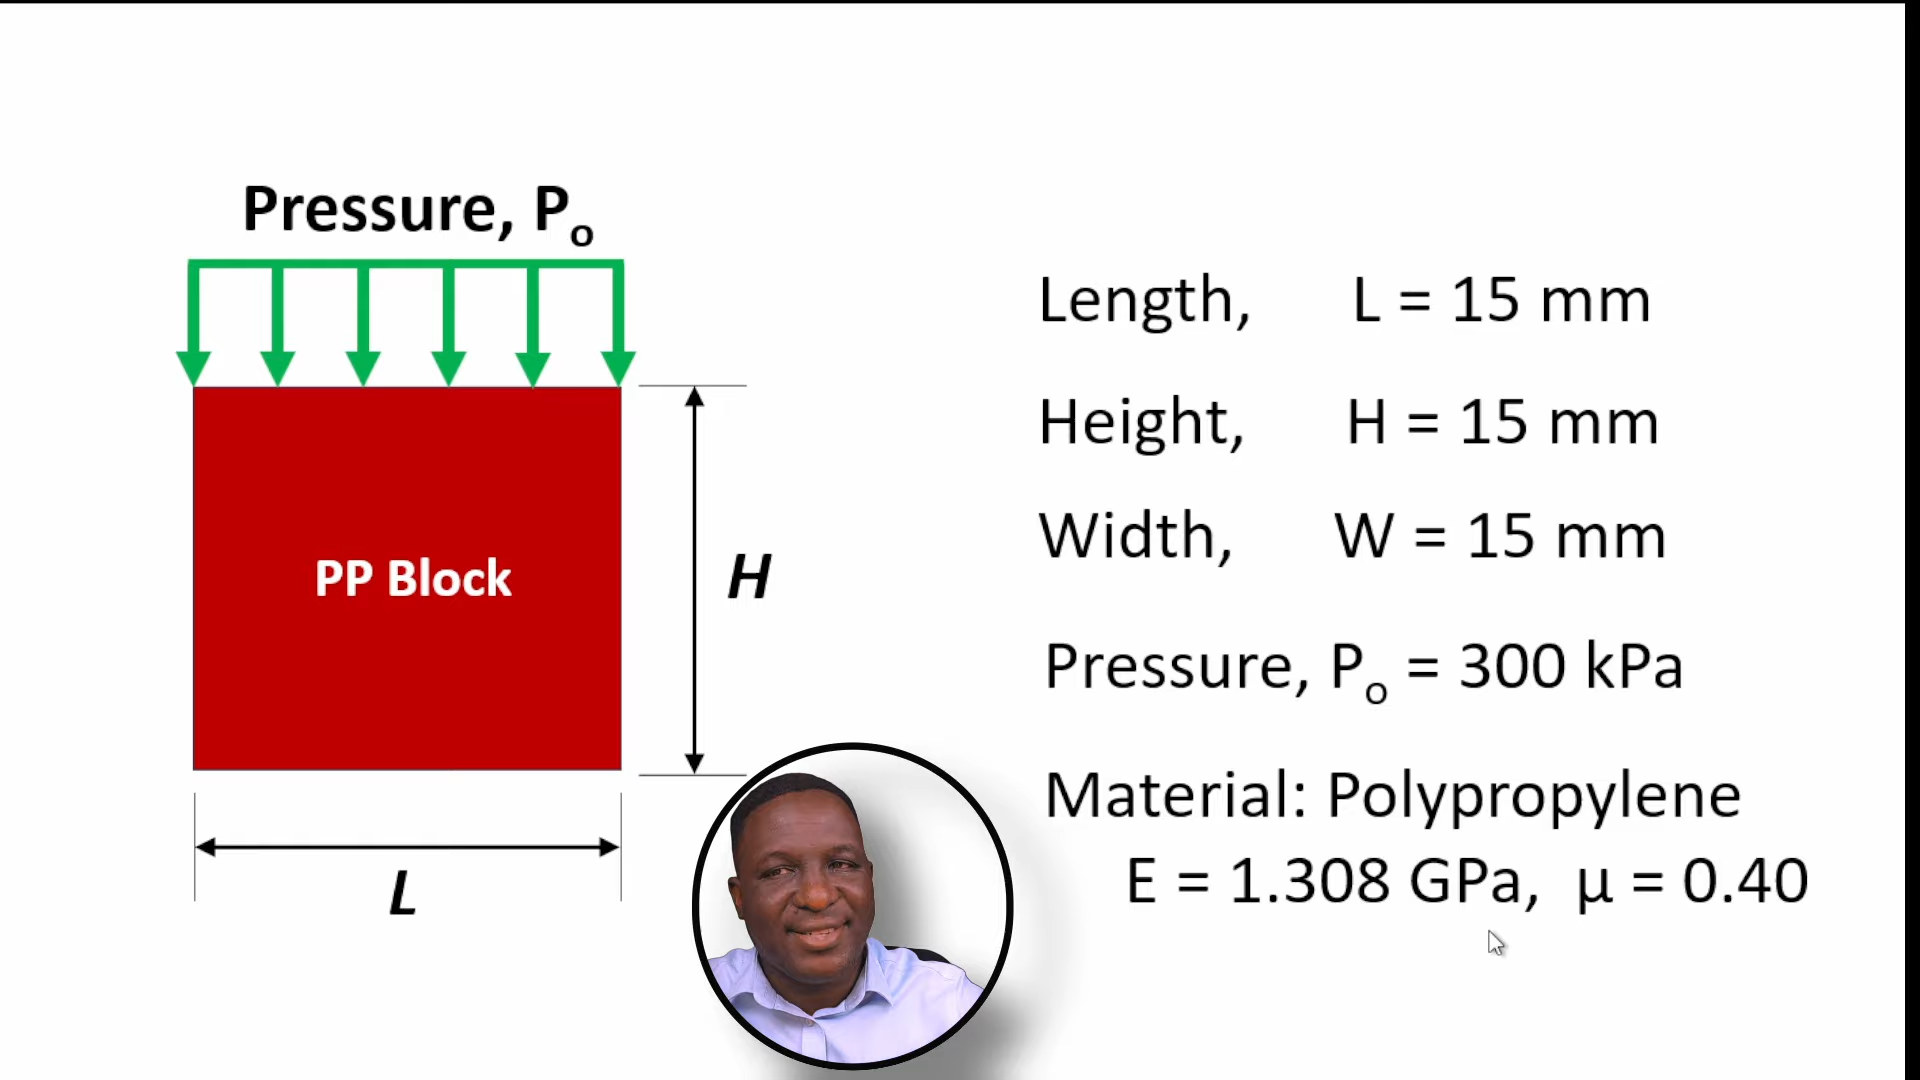 Pressure, Po
PP Block
H
L
Length, L = 15 mm
Height, H = 15 mm
Width, W = 15 mm
Pressure, Po = 300 kPa
Material: Polypropylene
E = 1.308 GPa, μ = 0.40